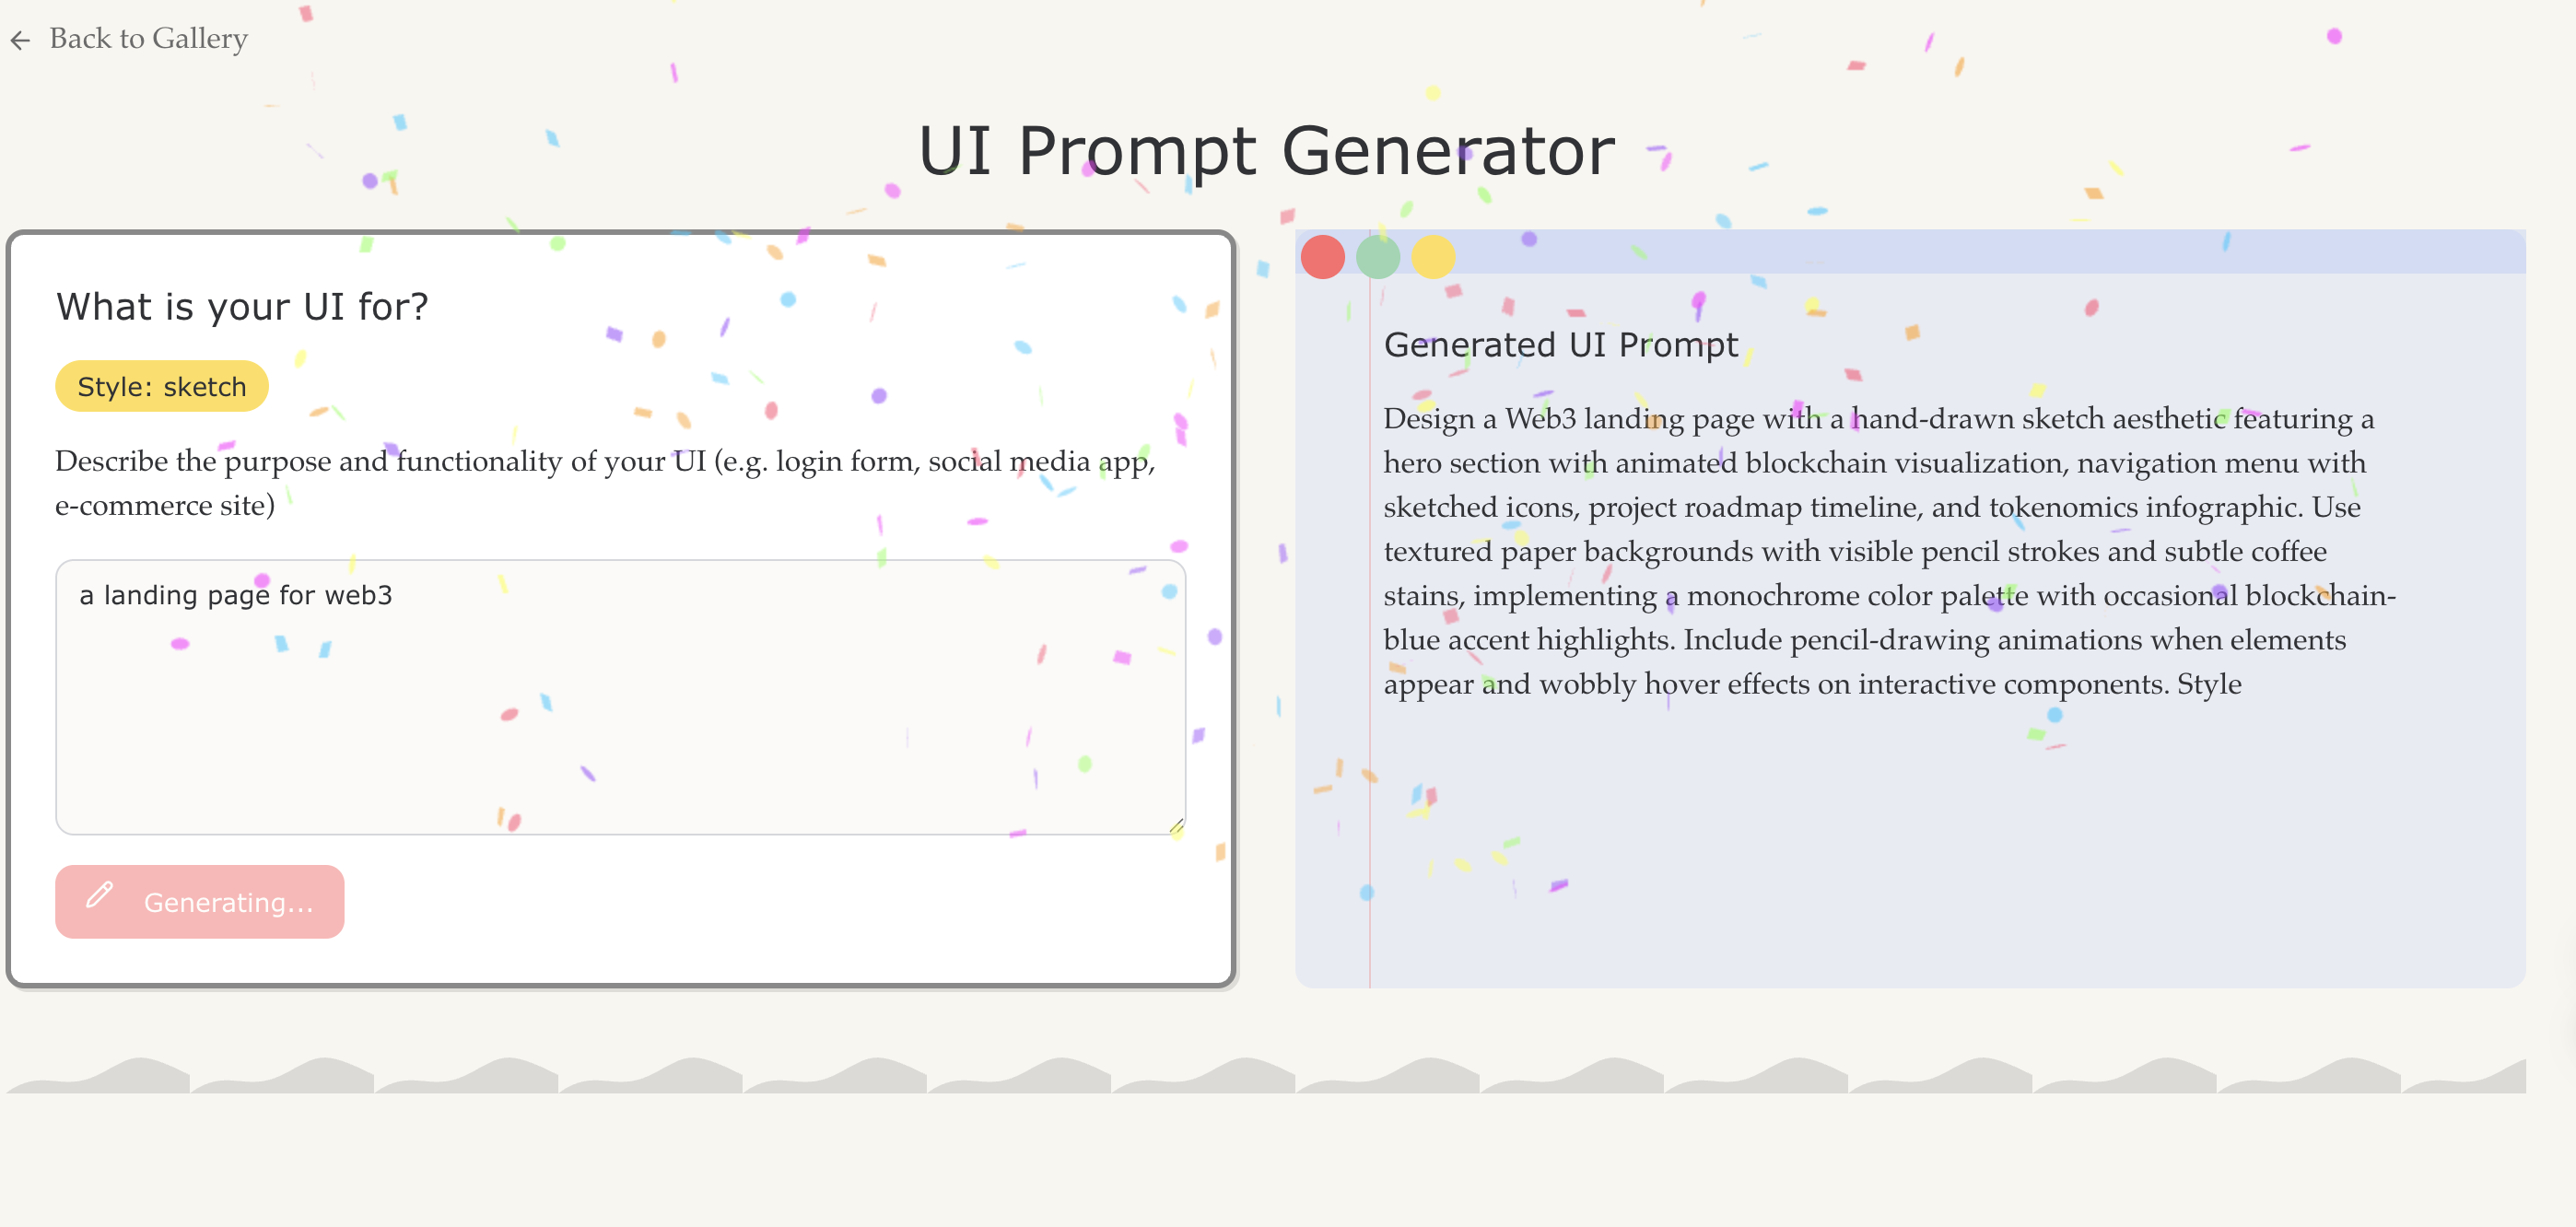 Back to Gallery
UI Prompt Generator
What is your UI for?
Style: sketch
Describe the purpose and functionality of your UI (e.g. login form, social media app,
e-commerce site)
a landing page for web3
Generating...
Generated UI Prompt
Design a Web3 landing page with a hand-drawn sketch aesthetic featuring a
hero section with animated blockchain visualization, navigation menu with
sketched icons, project roadmap timeline, and tokenomics infographic. Use
textured paper backgrounds with visible pencil strokes and subtle coffee
stains, implementing a monochrome color palette with occasional blockchain-
blue accent highlights. Include pencil-drawing animations when elements
appear and wobbly hover effects on interactive components. Style